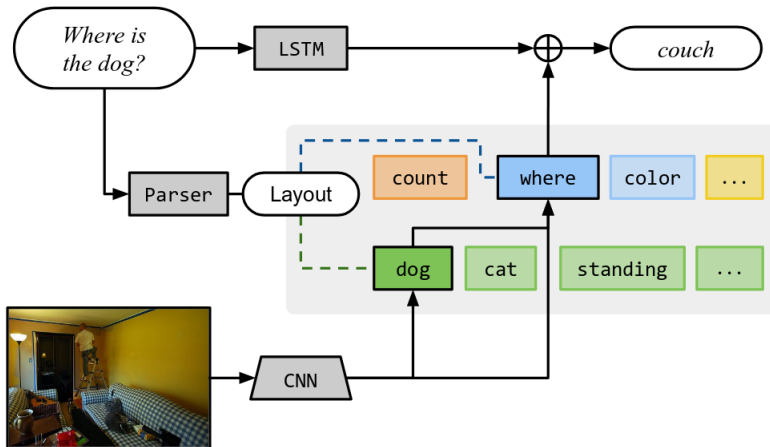 Where is
the dog?
LSTM
couch
Parser
Layout
count
where
color
...
dog
cat
standing
...
CNN